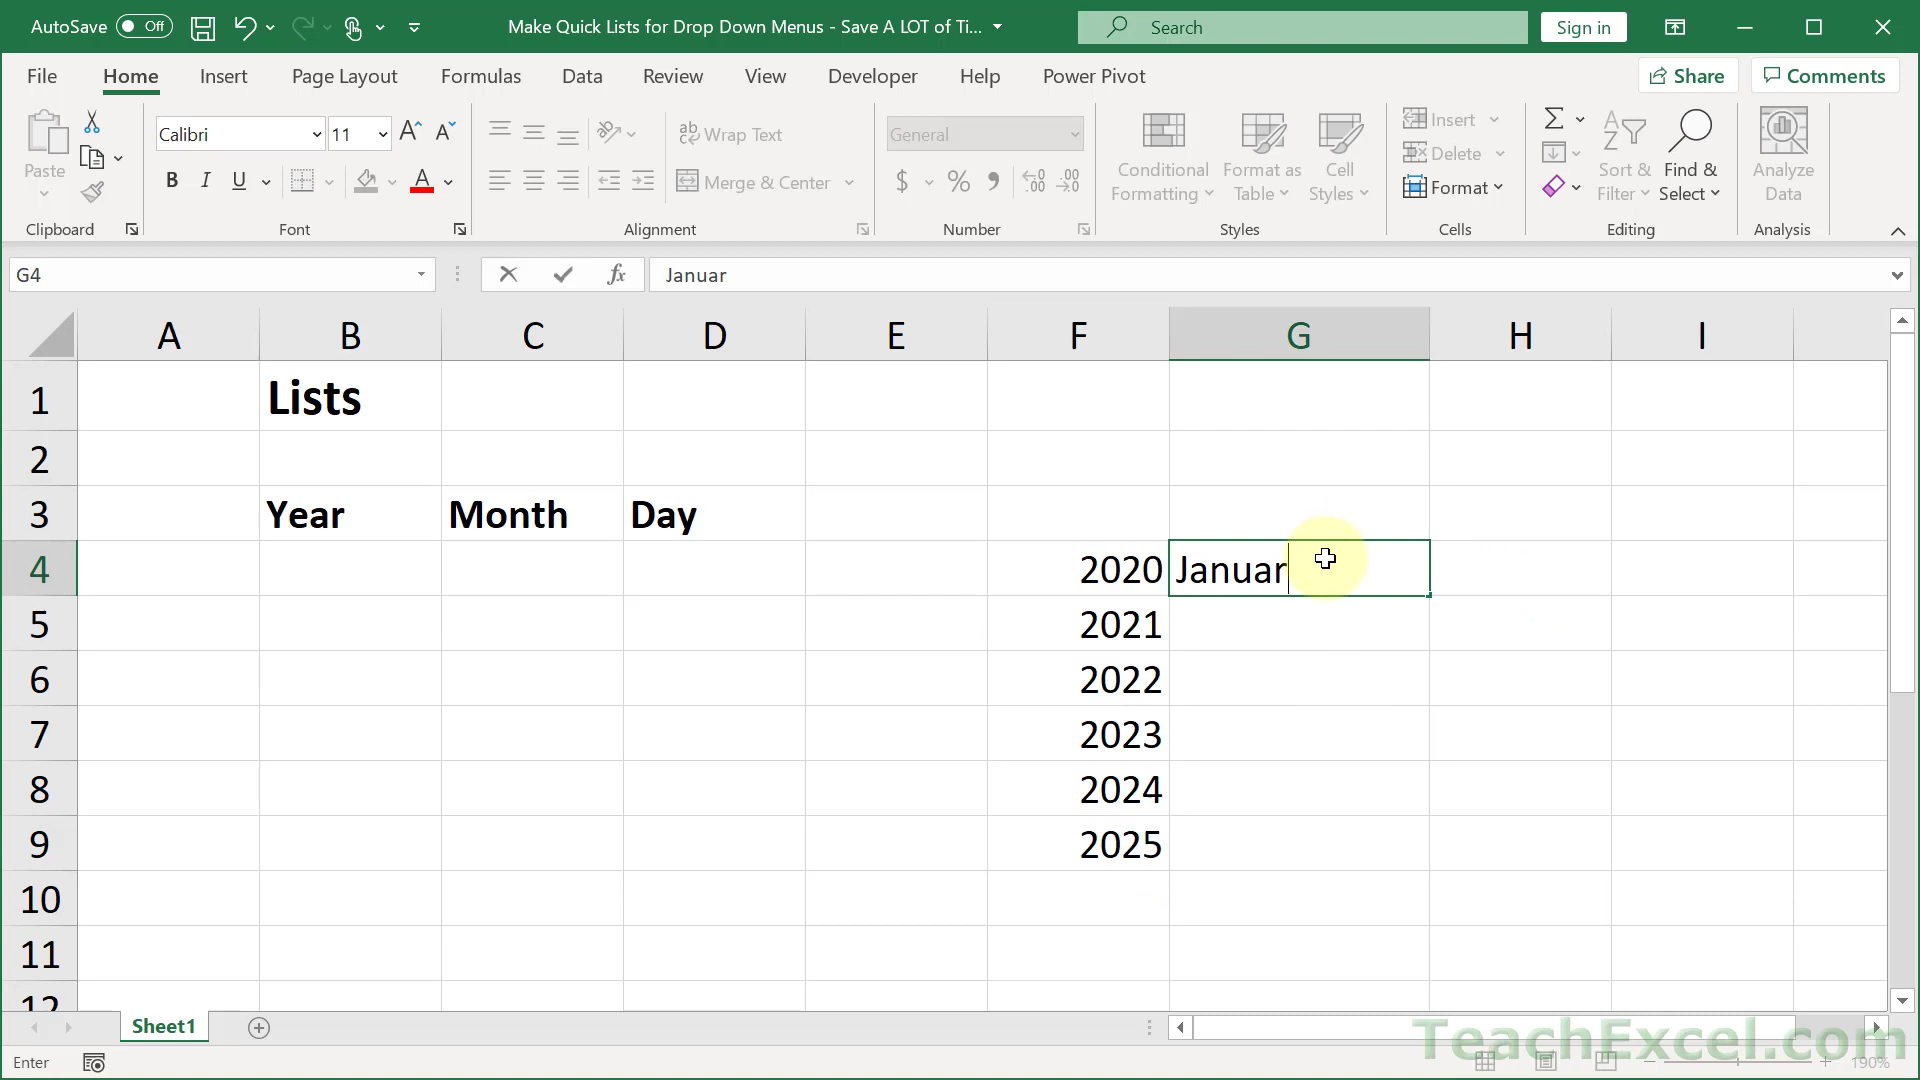 AutoSave Off Make Quick Lists for Drop Down Menus - Save A LOT of Ti... Search Sign in
File Home Insert Page Layout Formulas Data Review View Developer Help Power Pivot Share Comments
Paste Calibri 11 Wrap Text General Conditional Formatting Format as Table Cell Styles Insert Sort & Filter Find & Select Analyze Data
Delete
B I U Merge & Center $ % Format
Clipboard Font Alignment Number Styles Cells Editing Analysis
G4 fx Januar
A B C D E F G H I
1 Lists
2
3 Year Month Day
4 2020 Januar
5 2021
6 2022
7 2023
8 2024
9 2025
10
11
12
Sheet1
TeachExcel.com
Enter 190%